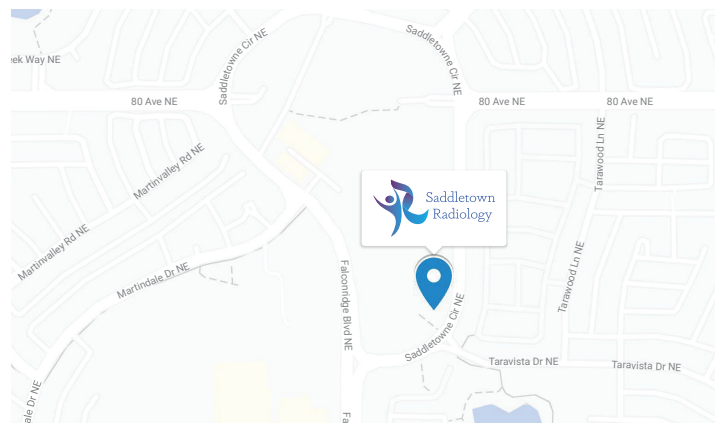 Saddletowne Cir NE
Saddletowne Cir NE
eek Way NE
80 Ave NE
80 Ave NE
80 Ave NE
Martinvalley Rd NE
Tarawood Ln NE
Saddletown
Radiology
Martinvalley Rd NE
Martindale Dr NE
Tarawood Ln NE
Falconridge Blvd NE
Saddletowne Cir NE
Taravista Dr NE
Taravista Dr NE
ale Dr NE
Fa